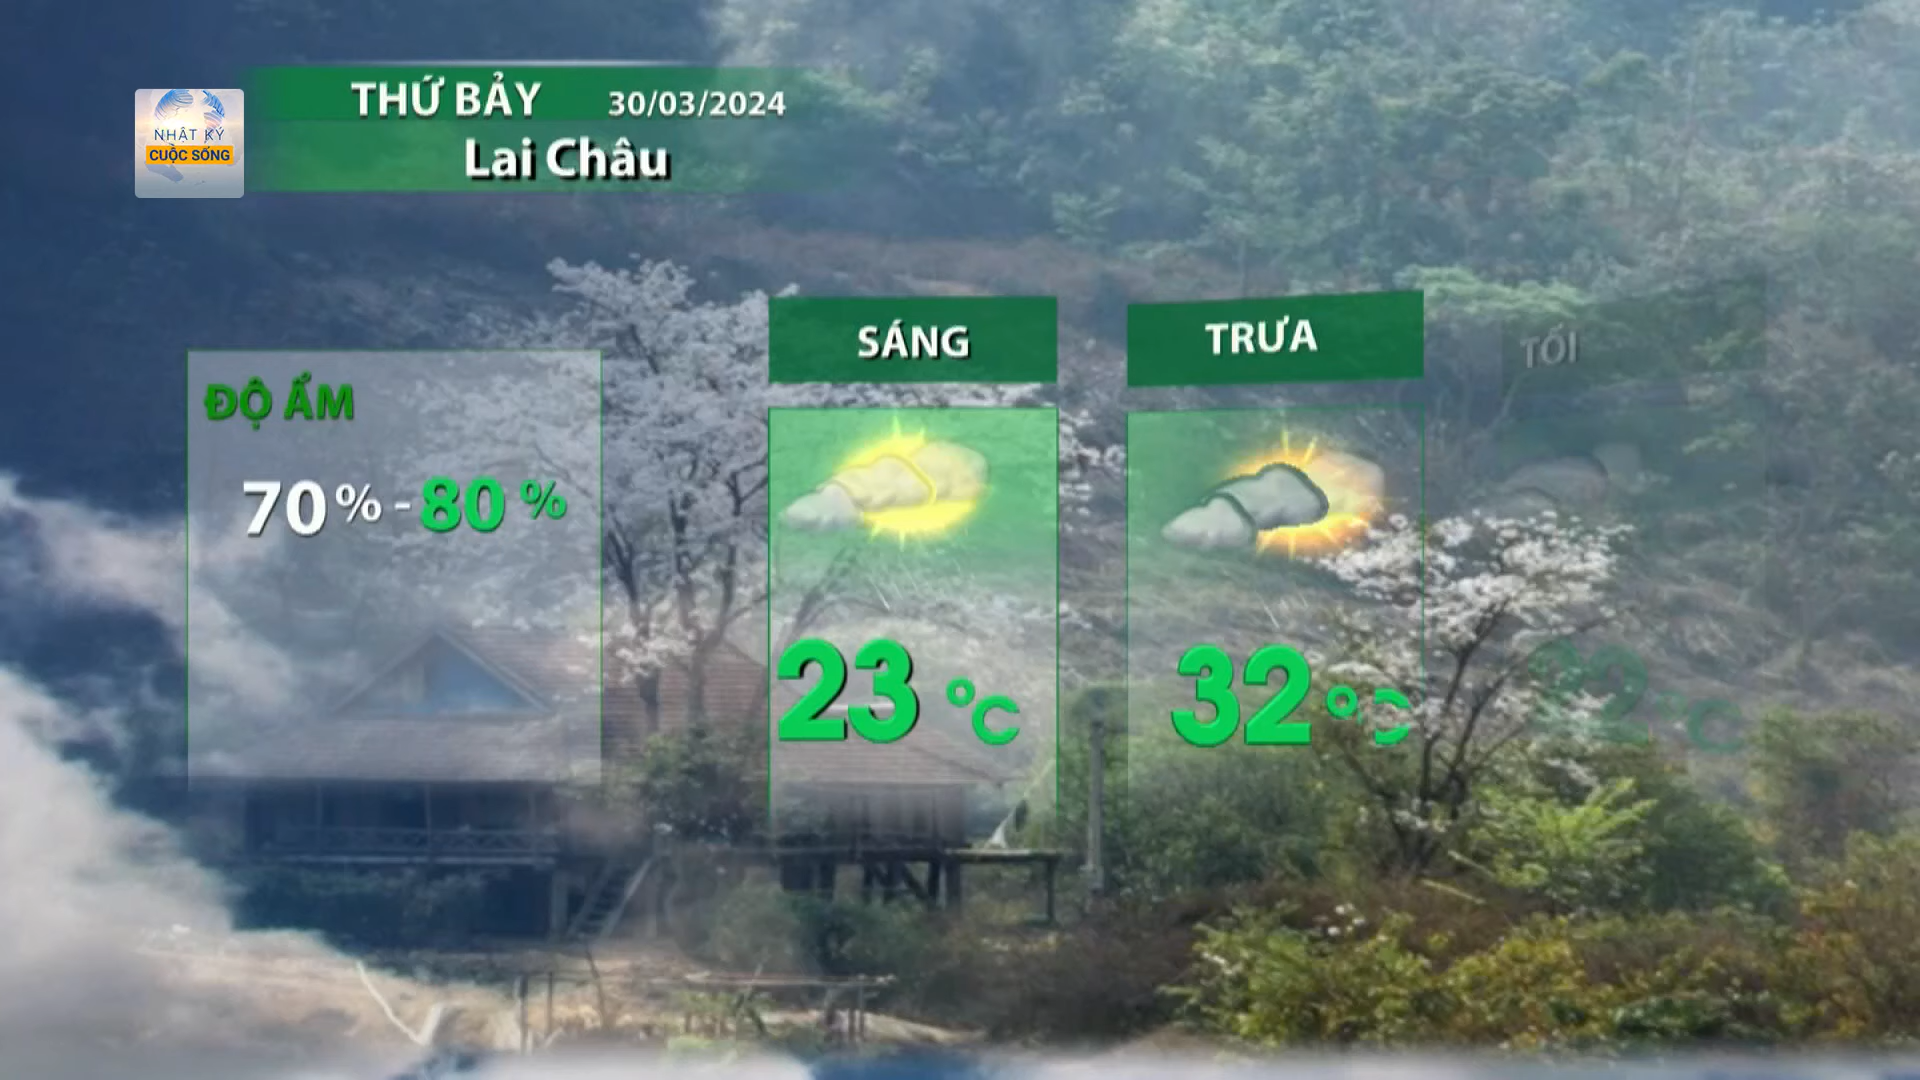 NHẬT KÝ
CUỘC SỐNG
THỨ BẢY 30/03/2024
Lai Châu
ĐỘ ẨM
70% - 80%
SÁNG
23 °C
TRƯA
32 °C
TỐI